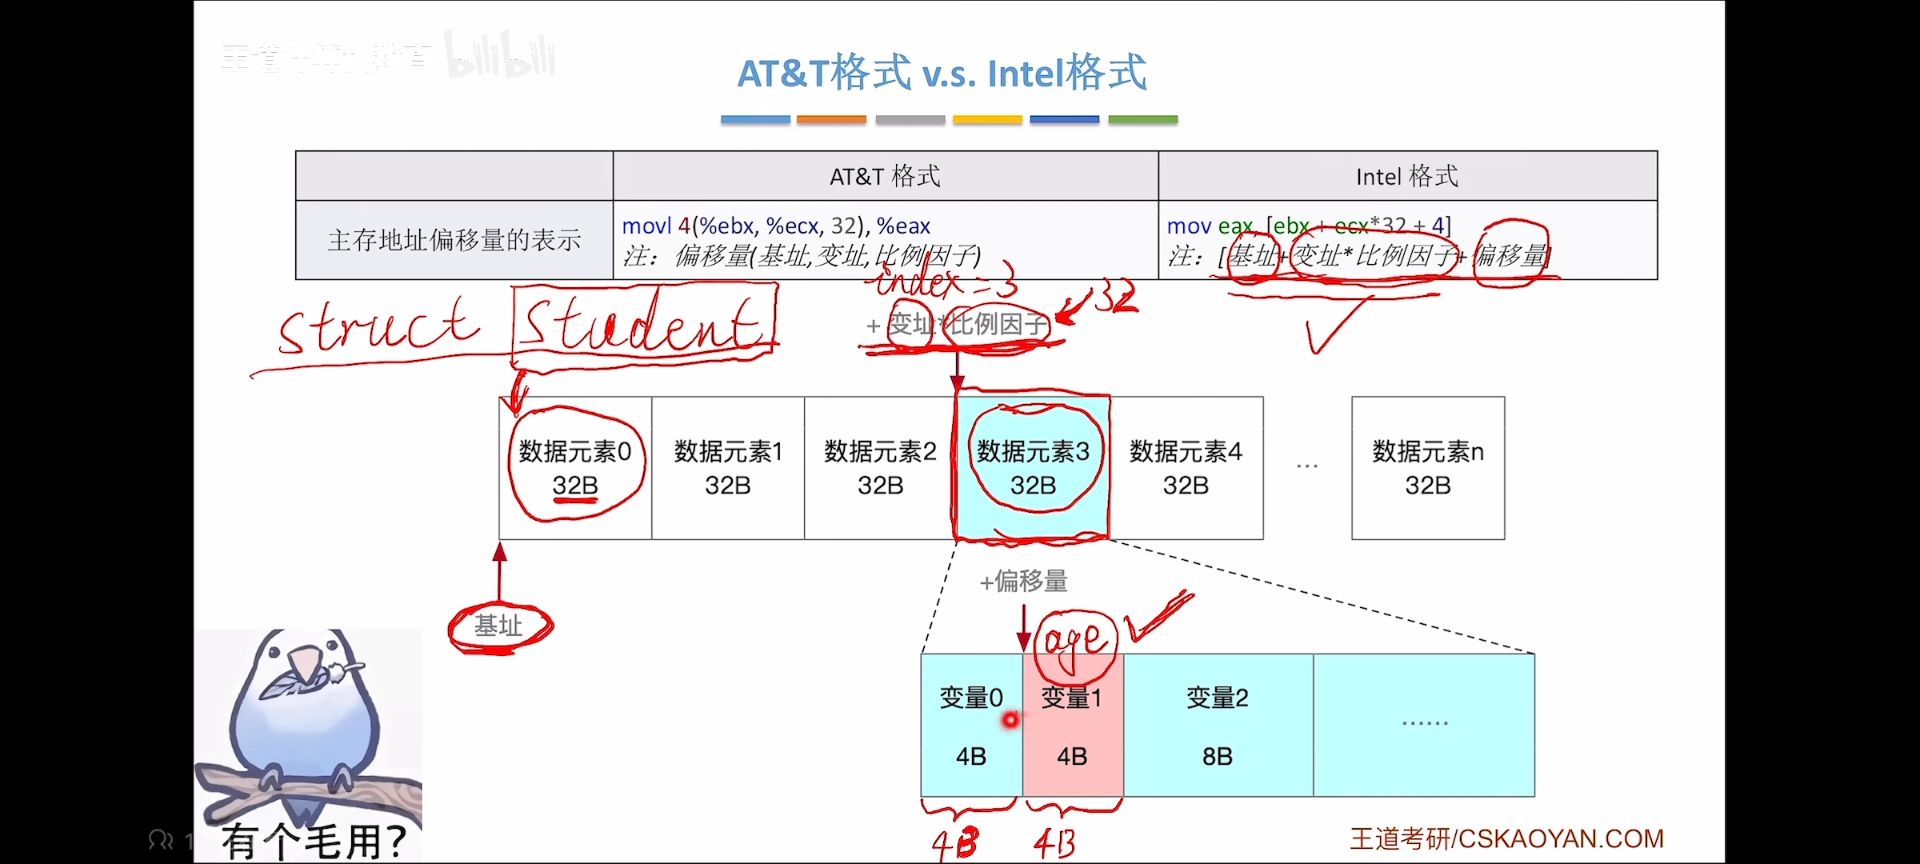 bilibili
AT&T格式 v.s. Intel格式
AT&T 格式
Intel 格式
主存地址偏移量的表示
movl 4(%ebx, %ecx, 32), %eax
注：偏移量(基址,变址,比例因子)
mov eax, [ebx + ecx*32 + 4]
注：[基址+变址*比例因子+偏移量]
index=3
32
struct Student
+ 变址*比例因子
数据元素0
32B
数据元素1
32B
数据元素2
32B
数据元素3
32B
数据元素4
32B
...
数据元素n
32B
基址
+偏移量
age
变量0
4B
变量1
4B
变量2
8B
……
4B
4B
有个毛用？
王道考研/CSKAOYAN.COM